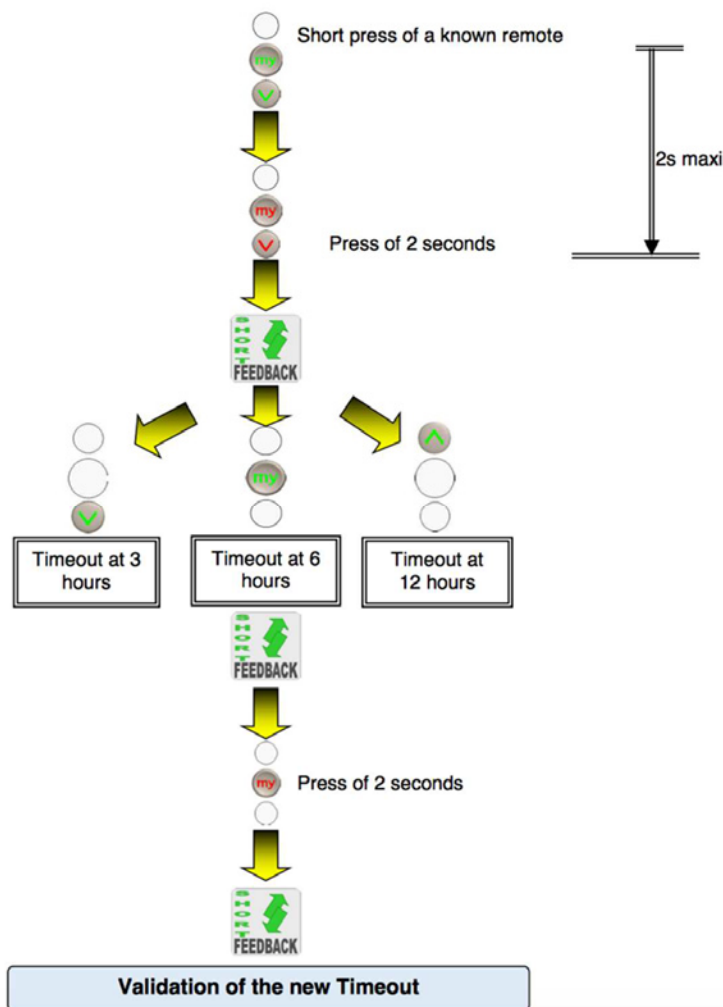 Short press of a known remote
my
2s maxi
my
Press of 2 seconds
SHORT
FEEDBACK
my
Timeout at 3
hours
Timeout at 6
hours
Timeout at
12 hours
SHORT
FEEDBACK
my
Press of 2 seconds
SHORT
FEEDBACK
Validation of the new Timeout